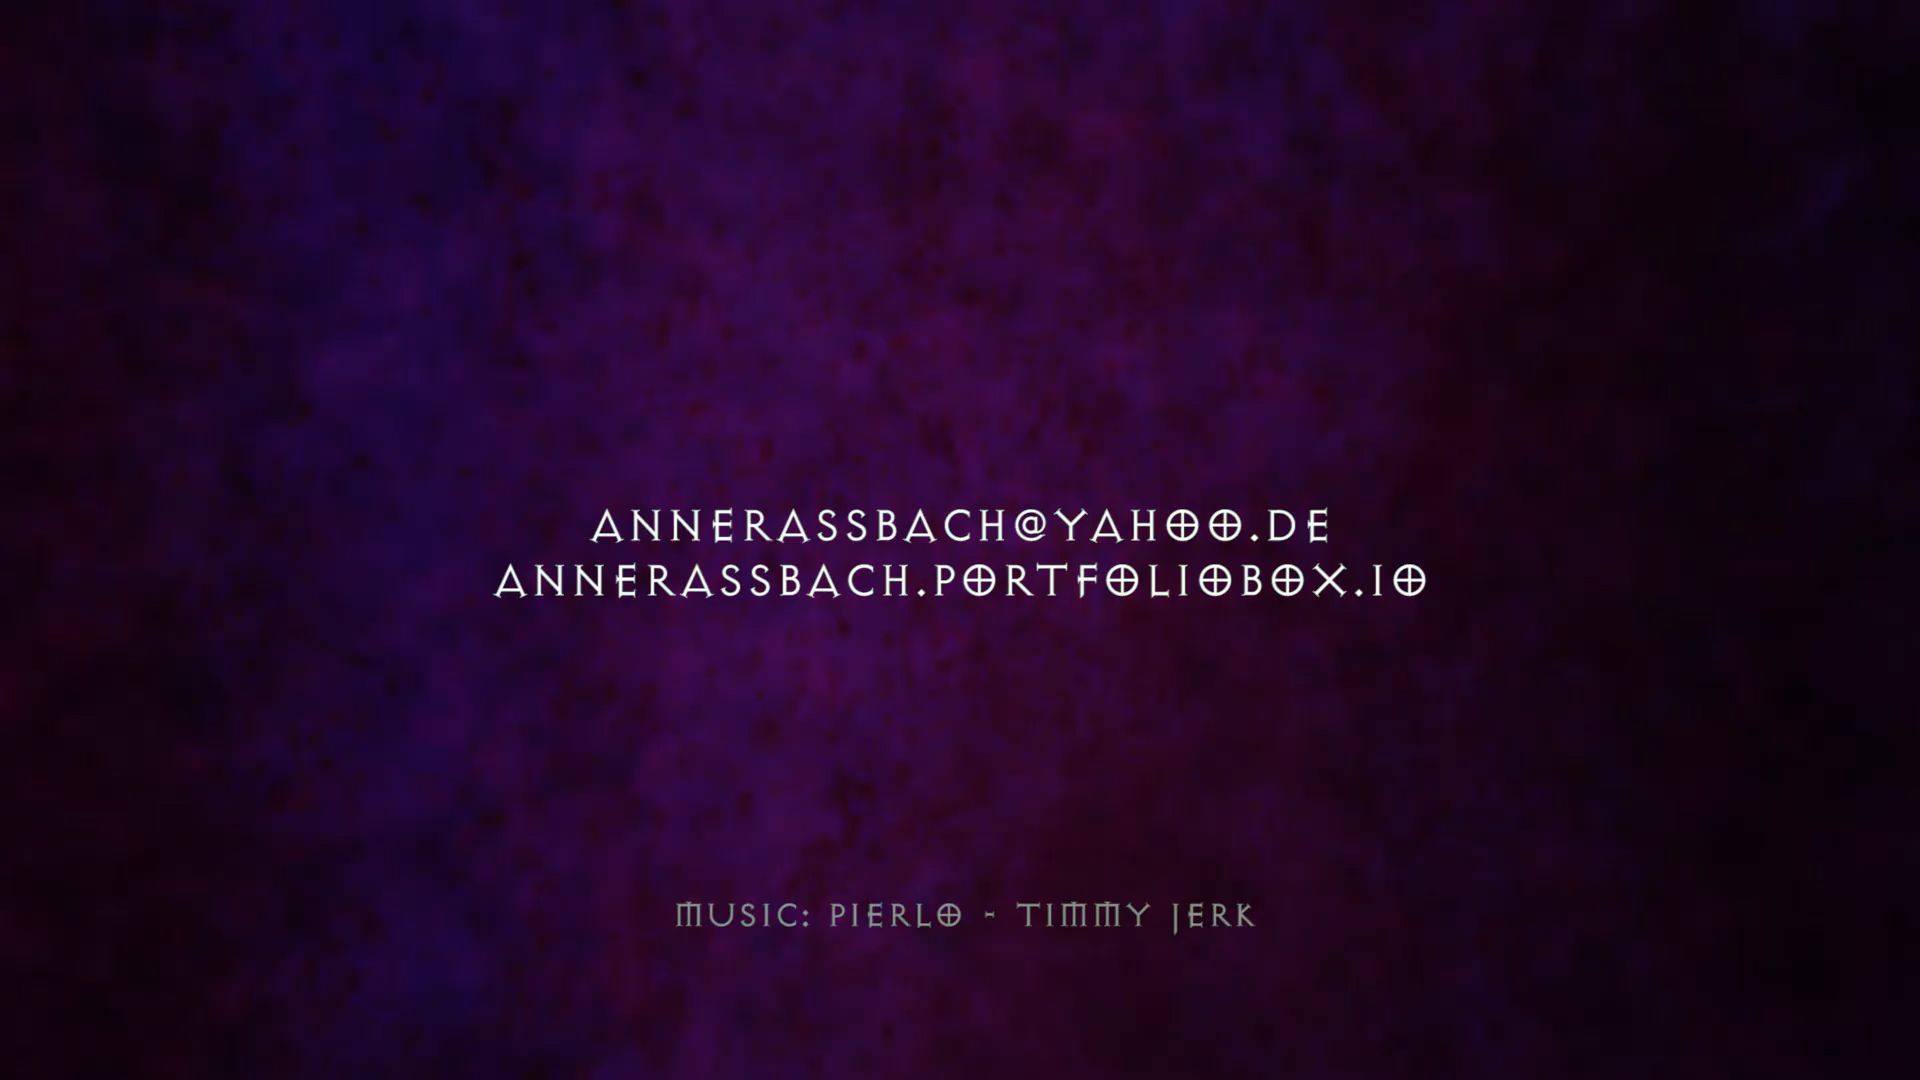 ANNERASSBACH@YAHOO.DE
ANNERASSBACH.PORTFOLIOBOX.IO
MUSIC: PIERLO - TIMMY JERK